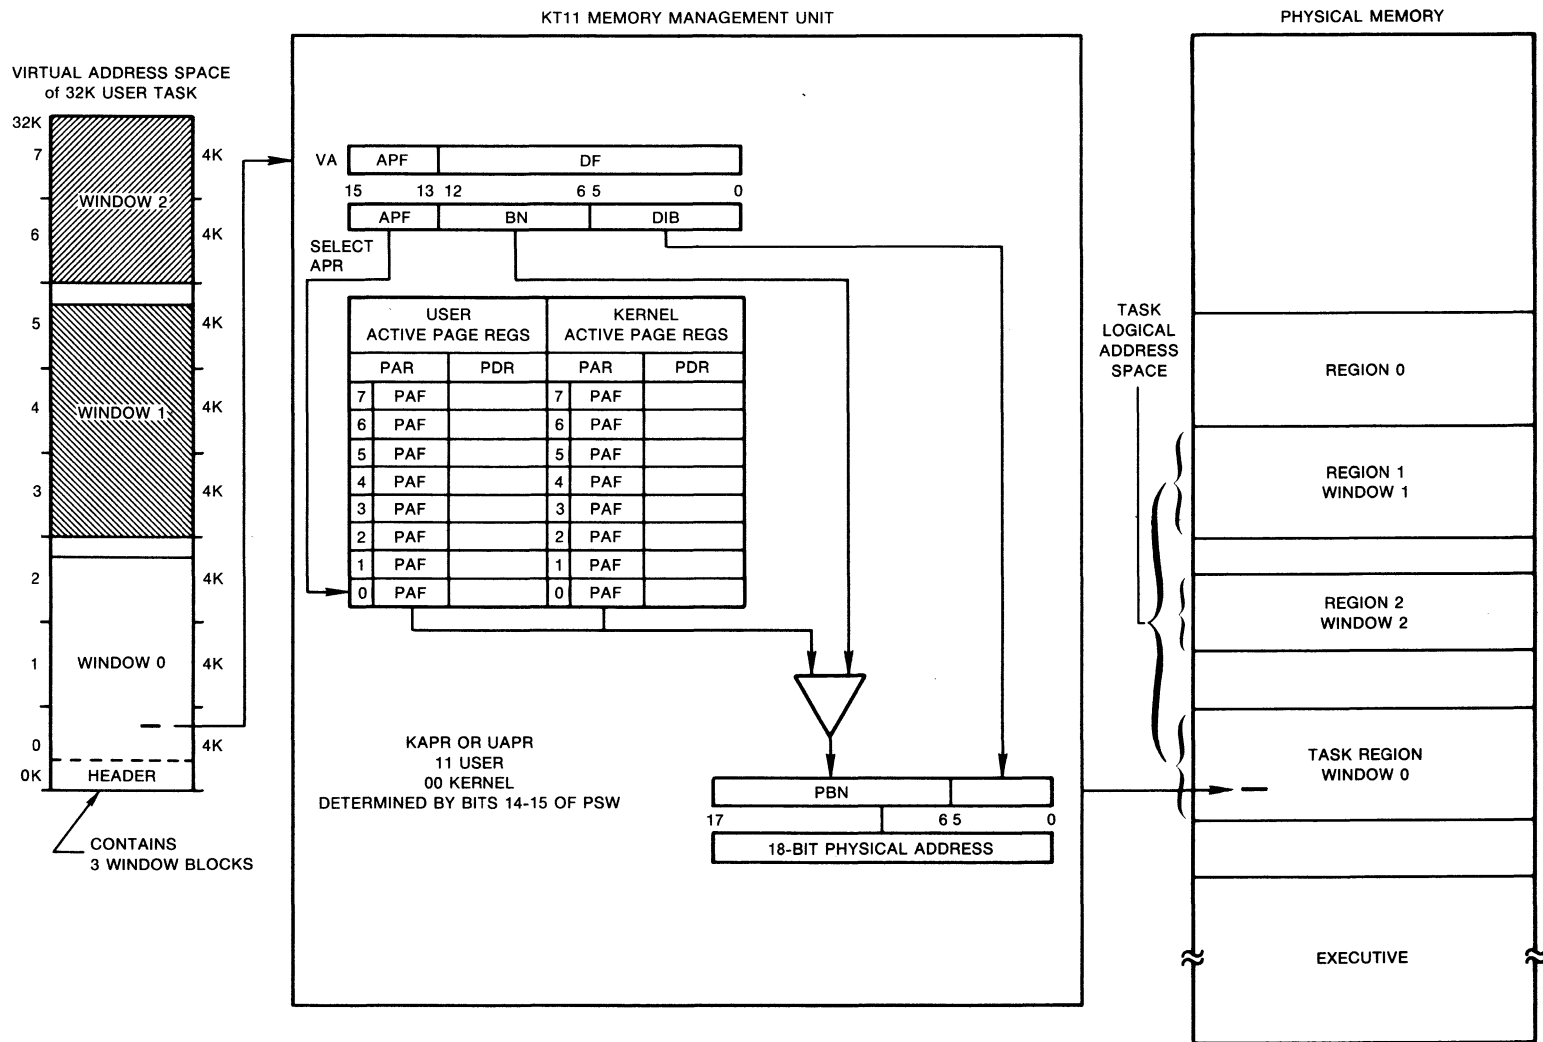 KT11 MEMORY MANAGEMENT UNIT
PHYSICAL MEMORY
VIRTUAL ADDRESS SPACE
of 32K USER TASK
32K
7
4K
WINDOW 2
6
4K
5
4K
4
WINDOW 1
4K
3
4K
2
4K
1
WINDOW 0
4K
0
4K
0K
HEADER
CONTAINS
3 WINDOW BLOCKS
VA
APF
DF
15
13
12
6
5
0
APF
BN
DIB
SELECT
APR
USER
ACTIVE PAGE REGS
KERNEL
ACTIVE PAGE REGS
PAR
PDR
PAR
PDR
7 PAF 7 PAF
6 PAF 6 PAF
5 PAF 5 PAF
4 PAF 4 PAF
3 PAF 3 PAF
2 PAF 2 PAF
1 PAF 1 PAF
0 PAF 0 PAF
KAPR OR UAPR
11 USER
00 KERNEL
DETERMINED BY BITS 14-15 OF PSW
PBN
17
6
5
0
18-BIT PHYSICAL ADDRESS
TASK
LOGICAL
ADDRESS
SPACE
REGION 0
REGION 1
WINDOW 1
REGION 2
WINDOW 2
TASK REGION
WINDOW 0
EXECUTIVE